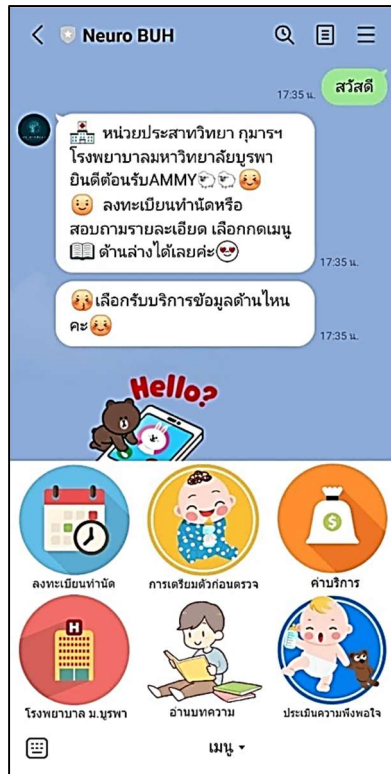 Neuro BUH
สวัสดี
17:35 น.
หน่วยประสาทวิทยา กุมารฯ
โรงพยาบาลมหาวิทยาลัยบูรพา
ยินดีต้อนรับAMMY
ลงทะเบียนทำนัดหรือ
สอบถามรายละเอียด เลือกกดเมนู
ด้านล่างได้เลยค่ะ
17:35 น.
เลือกรับบริการข้อมูลด้านไหน
คะ
17:35 น.
Hello?
ลงทะเบียนทำนัด
การเตรียมตัวก่อนตรวจ
ค่าบริการ
H
โรงพยาบาล ม.บูรพา
อ่านบทความ
ประเมินความพึงพอใจ
เมนู